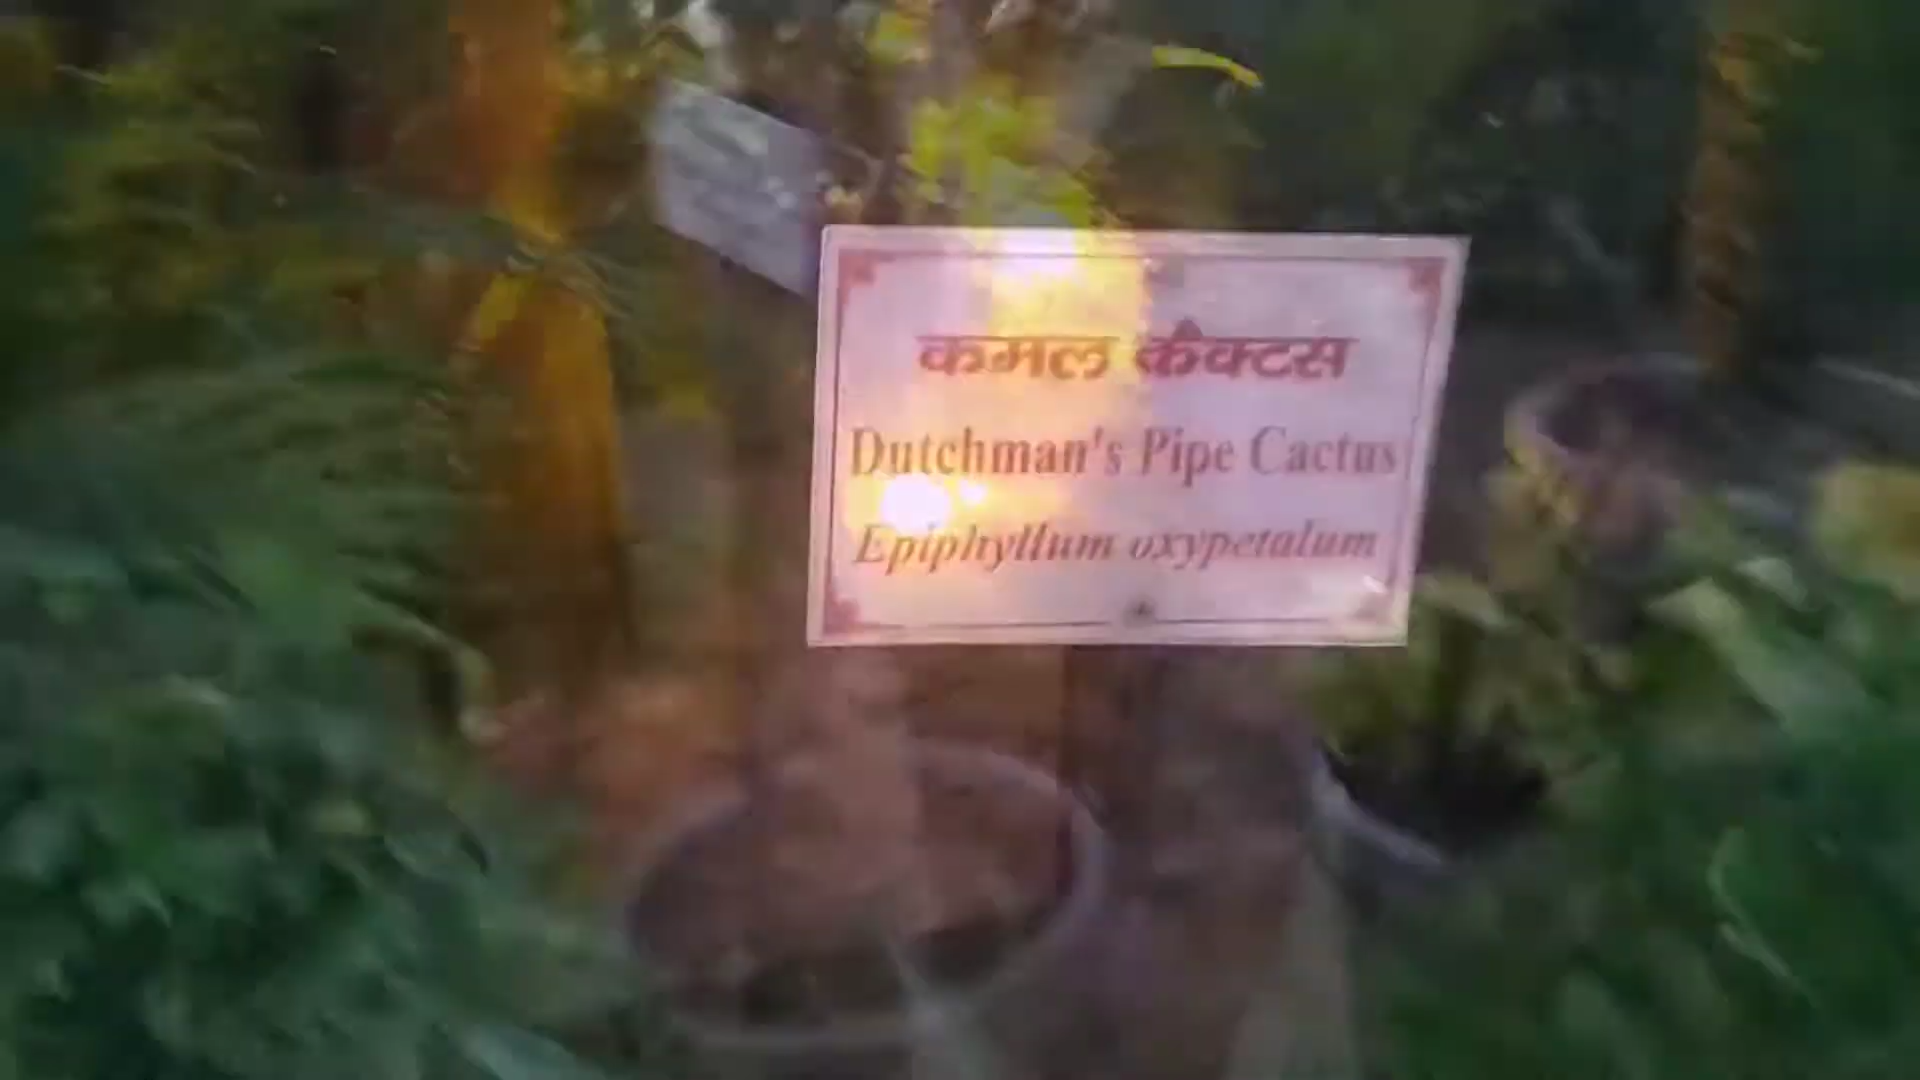 कमल कॅक्टस
Dutchman's Pipe Cactus
Epiphyllum oxypetalum